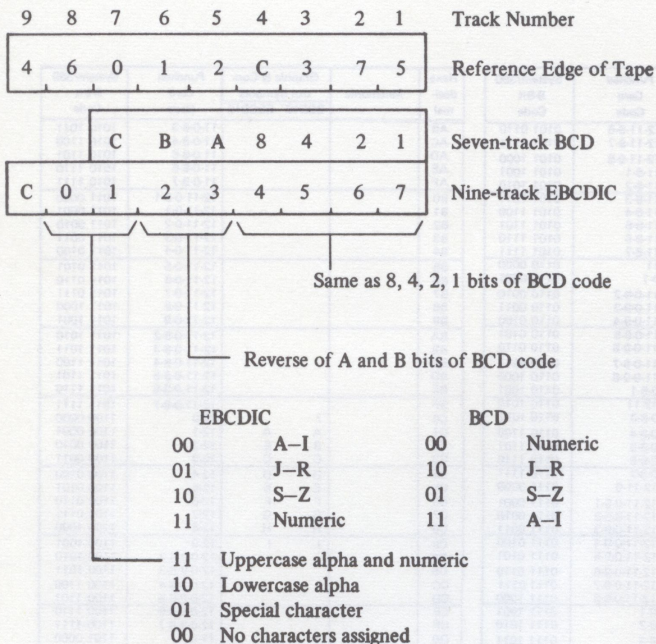 9 8 7 6 5 4 3 2 1 Track Number
4 6 0 1 2 C 3 7 5 Reference Edge of Tape
C B A 8 4 2 1 Seven-track BCD
C 0 1 2 3 4 5 6 7 Nine-track EBCDIC
Same as 8, 4, 2, 1 bits of BCD code
Reverse of A and B bits of BCD code
EBCDIC BCD
00 A–I 00 Numeric
01 J–R 10 J–R
10 S–Z 01 S–Z
11 Numeric 11 A–I
11 Uppercase alpha and numeric
10 Lowercase alpha
01 Special character
00 No characters assigned